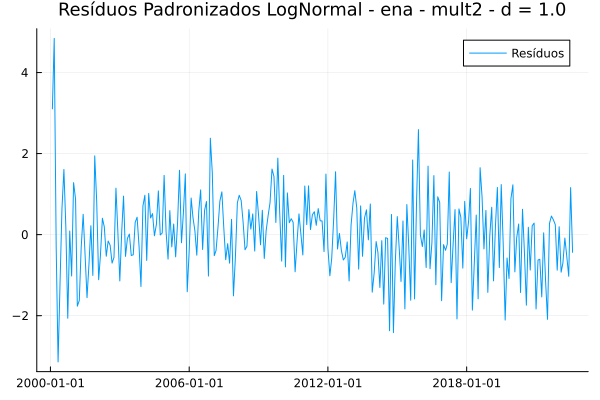 Resíduos Padronizados LogNormal - ena - mult2 - d = 1.0
Resíduos
4
2
0
−2
2000-01-01 2006-01-01 2012-01-01 2018-01-01